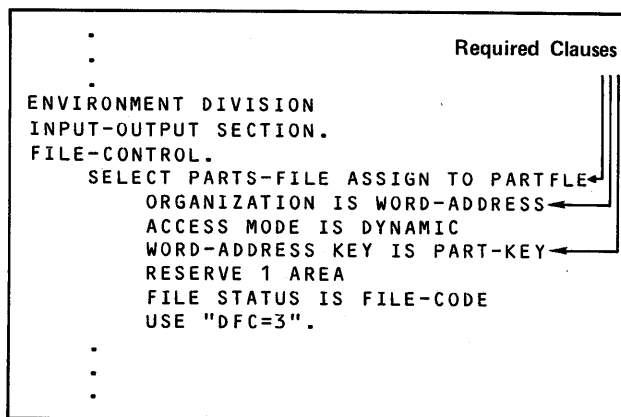 .
.
.
Required Clauses
ENVIRONMENT DIVISION
INPUT-OUTPUT SECTION.
FILE-CONTROL.
SELECT PARTS-FILE ASSIGN TO PARTFLE
ORGANIZATION IS WORD-ADDRESS
ACCESS MODE IS DYNAMIC
WORD-ADDRESS KEY IS PART-KEY
RESERVE 1 AREA
FILE STATUS IS FILE-CODE
USE "DFC=3".
.
.
.